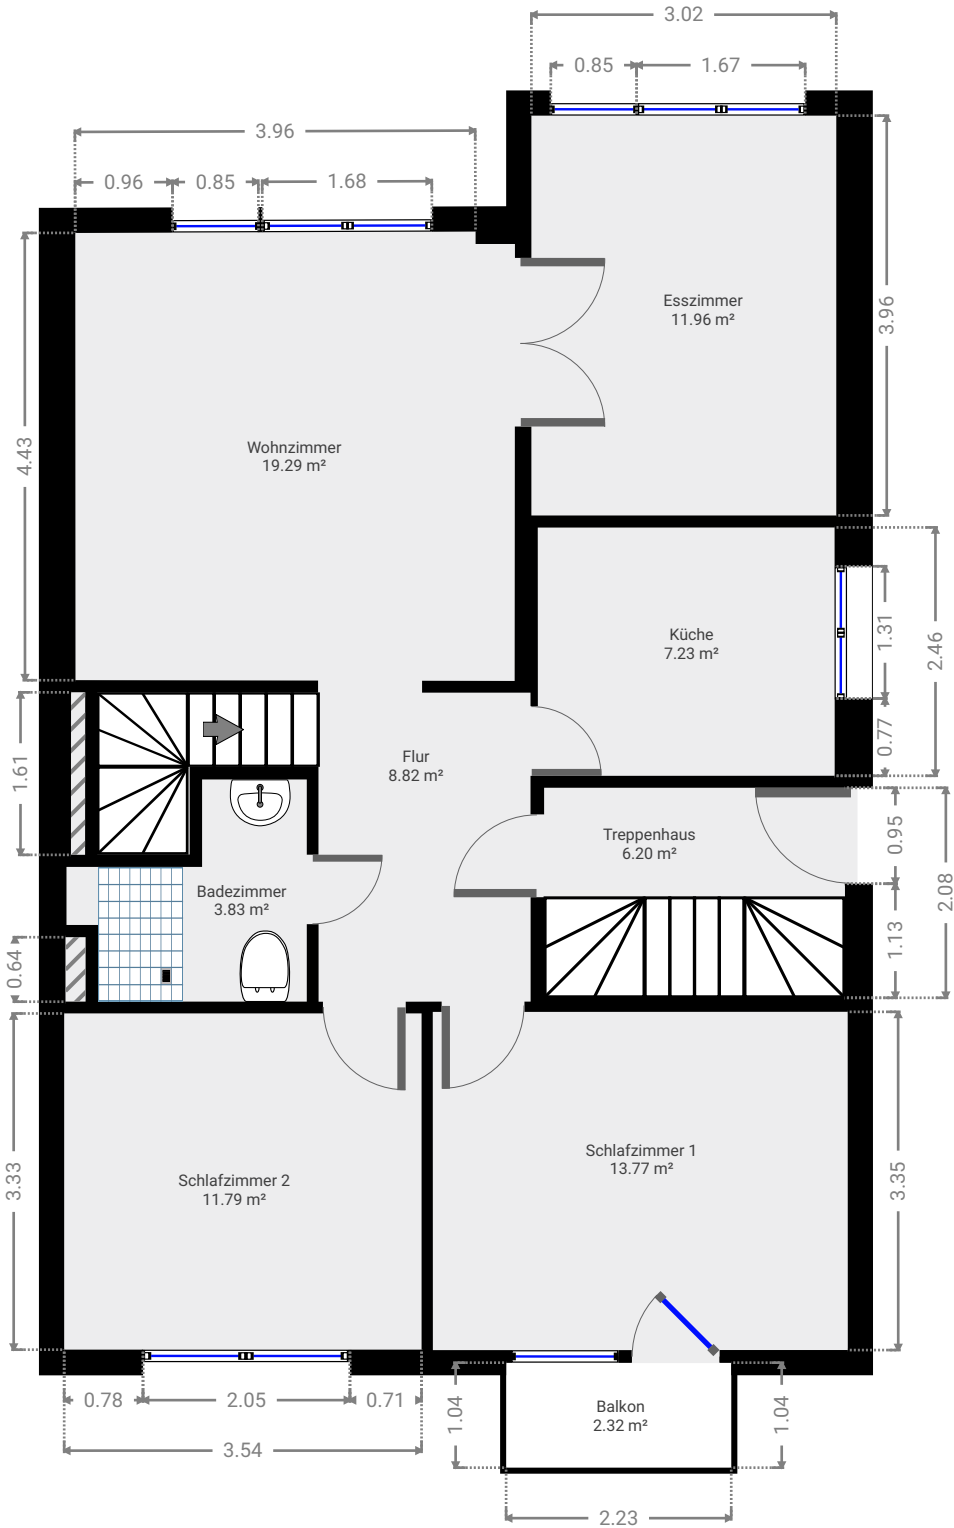 3.02
0.85
1.67
3.96
0.96
0.85
1.68
Esszimmer
11.96 m²
3.96
Wohnzimmer
19.29 m²
4.43
Küche
7.23 m²
1.31
2.46
0.77
Flur
8.82 m²
1.61
Treppenhaus
6.20 m²
0.95
2.08
1.13
Badezimmer
3.83 m²
0.64
Schlafzimmer 1
13.77 m²
3.35
Schlafzimmer 2
11.79 m²
3.33
0.78
2.05
0.71
3.54
1.04
Balkon
2.32 m²
1.04
2.23